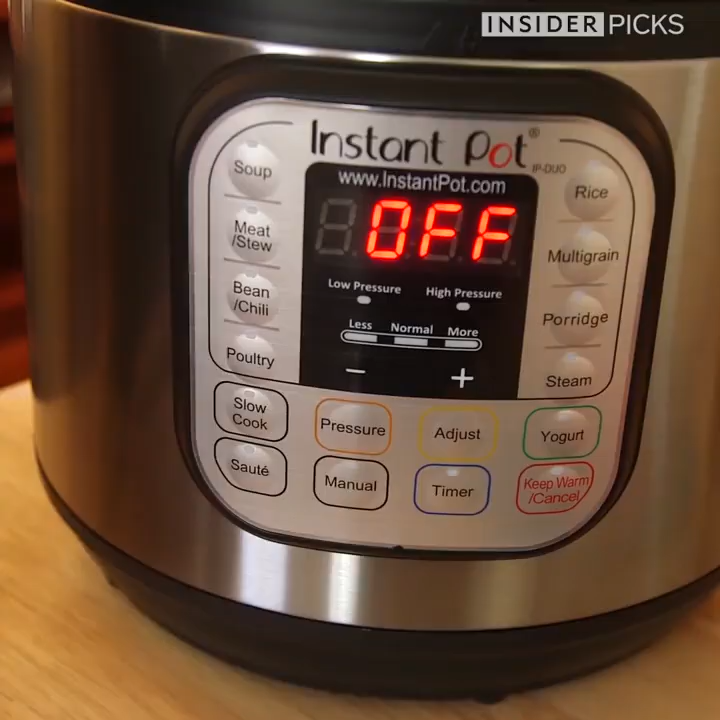 INSIDER PICKS
Instant Pot®
IP-DUO
www.InstantPot.com
OFF
Low Pressure
High Pressure
Less
Normal
More
−
+
Soup
Meat
/Stew
Bean
/Chili
Poultry
Slow
Cook
Sauté
Rice
Multigrain
Porridge
Steam
Pressure
Adjust
Yogurt
Manual
Timer
Keep Warm
/Cancel